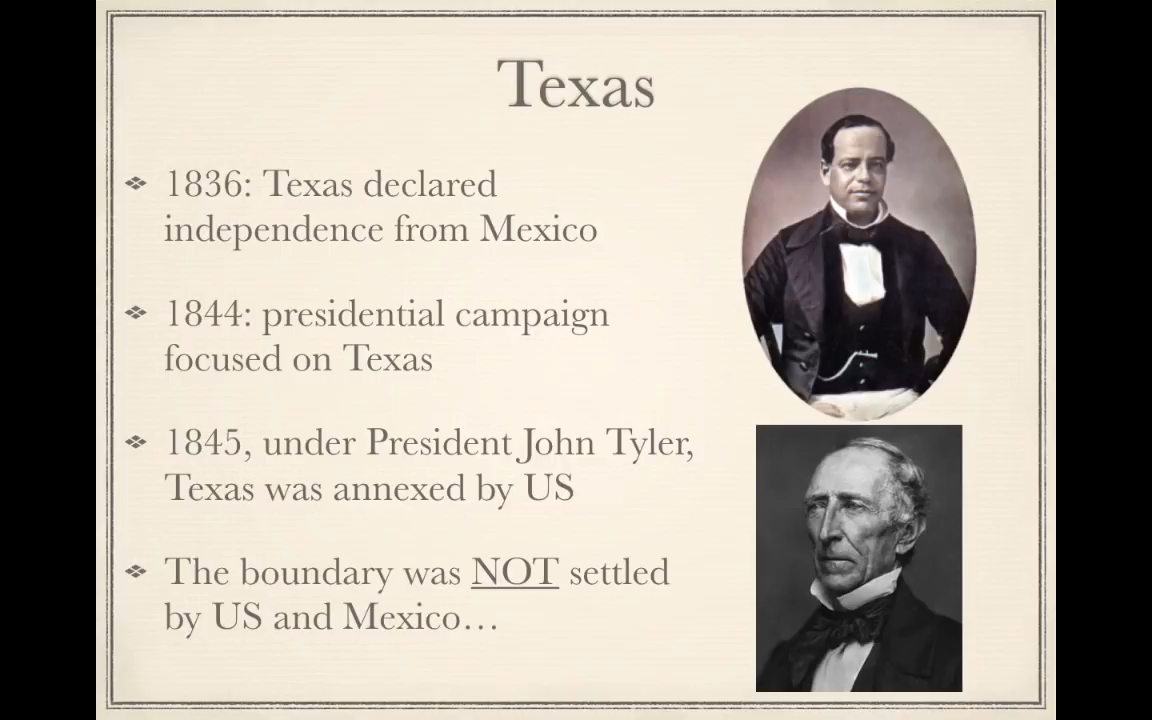 Texas
1836: Texas declared
independence from Mexico
1844: presidential campaign
focused on Texas
1845, under President John Tyler,
Texas was annexed by US
The boundary was NOT settled
by US and Mexico…